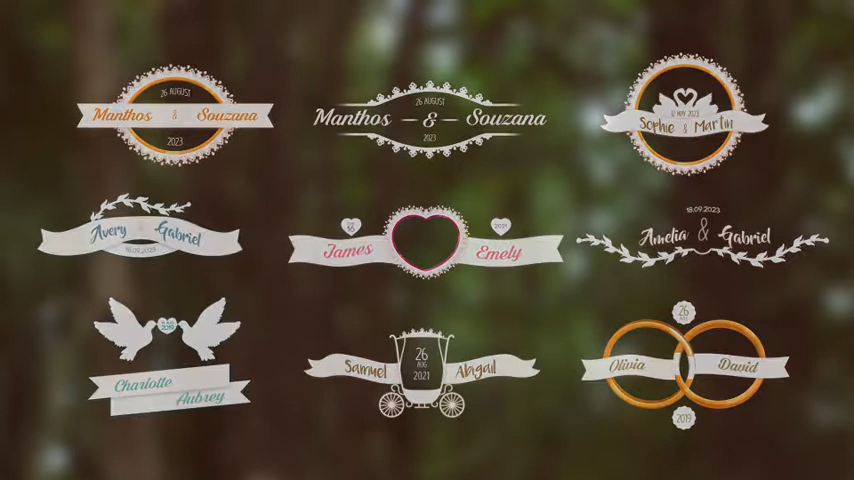 26 AUGUST
Manthos & Souzana
2023
26 AUGUST
Manthos – & – Souzana
2023
12 MAY 2023
Sophie & Martin
Avery Gabriel
18.09.2023
2021
James Emely
18.09.2023
Amelia & Gabriel
2019
Charlotte
Aubrey
26
AUG
2021
Samuel Abigail
26
Olivia David
2019